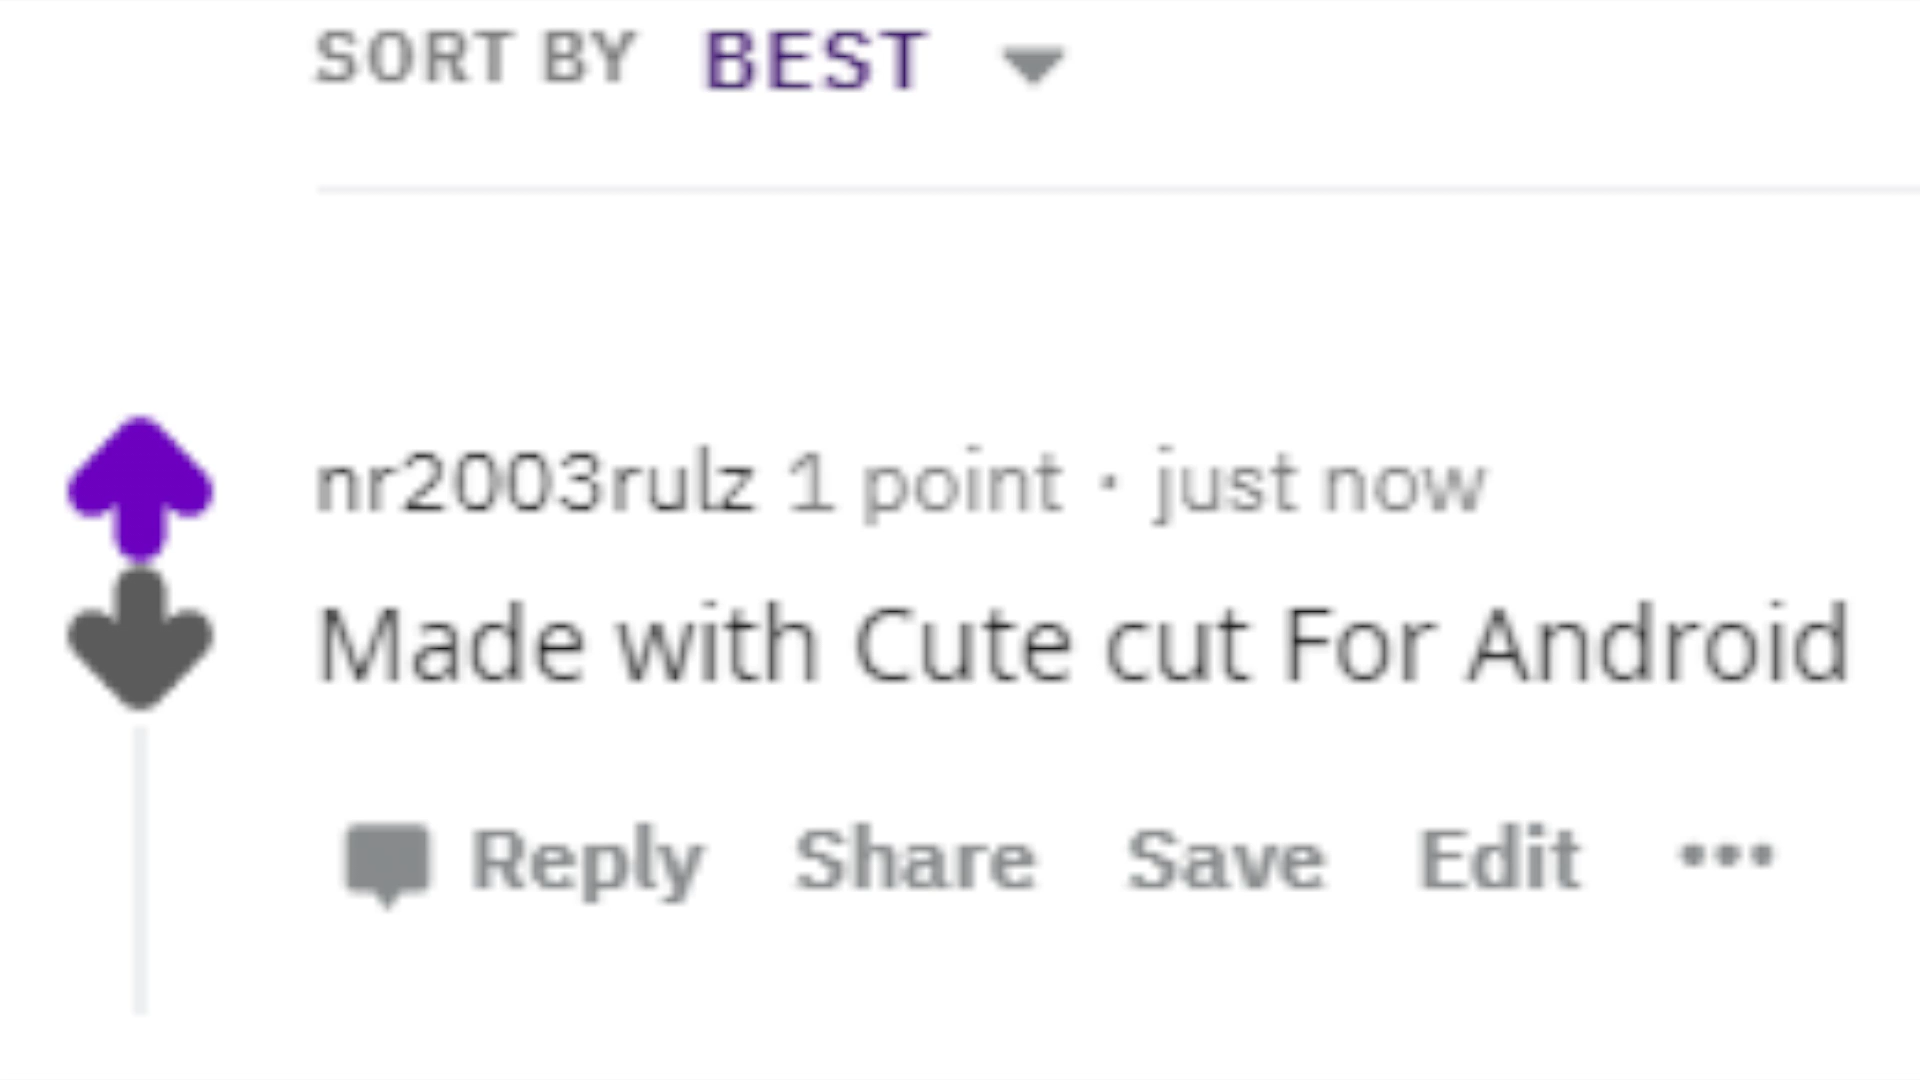 SORT BY BEST
nr2003rulz 1 point · just now
Made with Cute cut For Android
Reply Share Save Edit •••